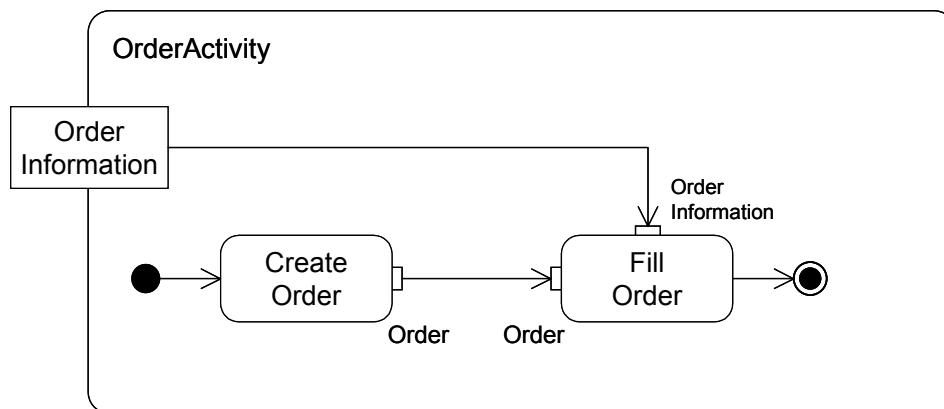 OrderActivity
Order
Information
Order
Information
Create
Order
Fill
Order
Order
Order